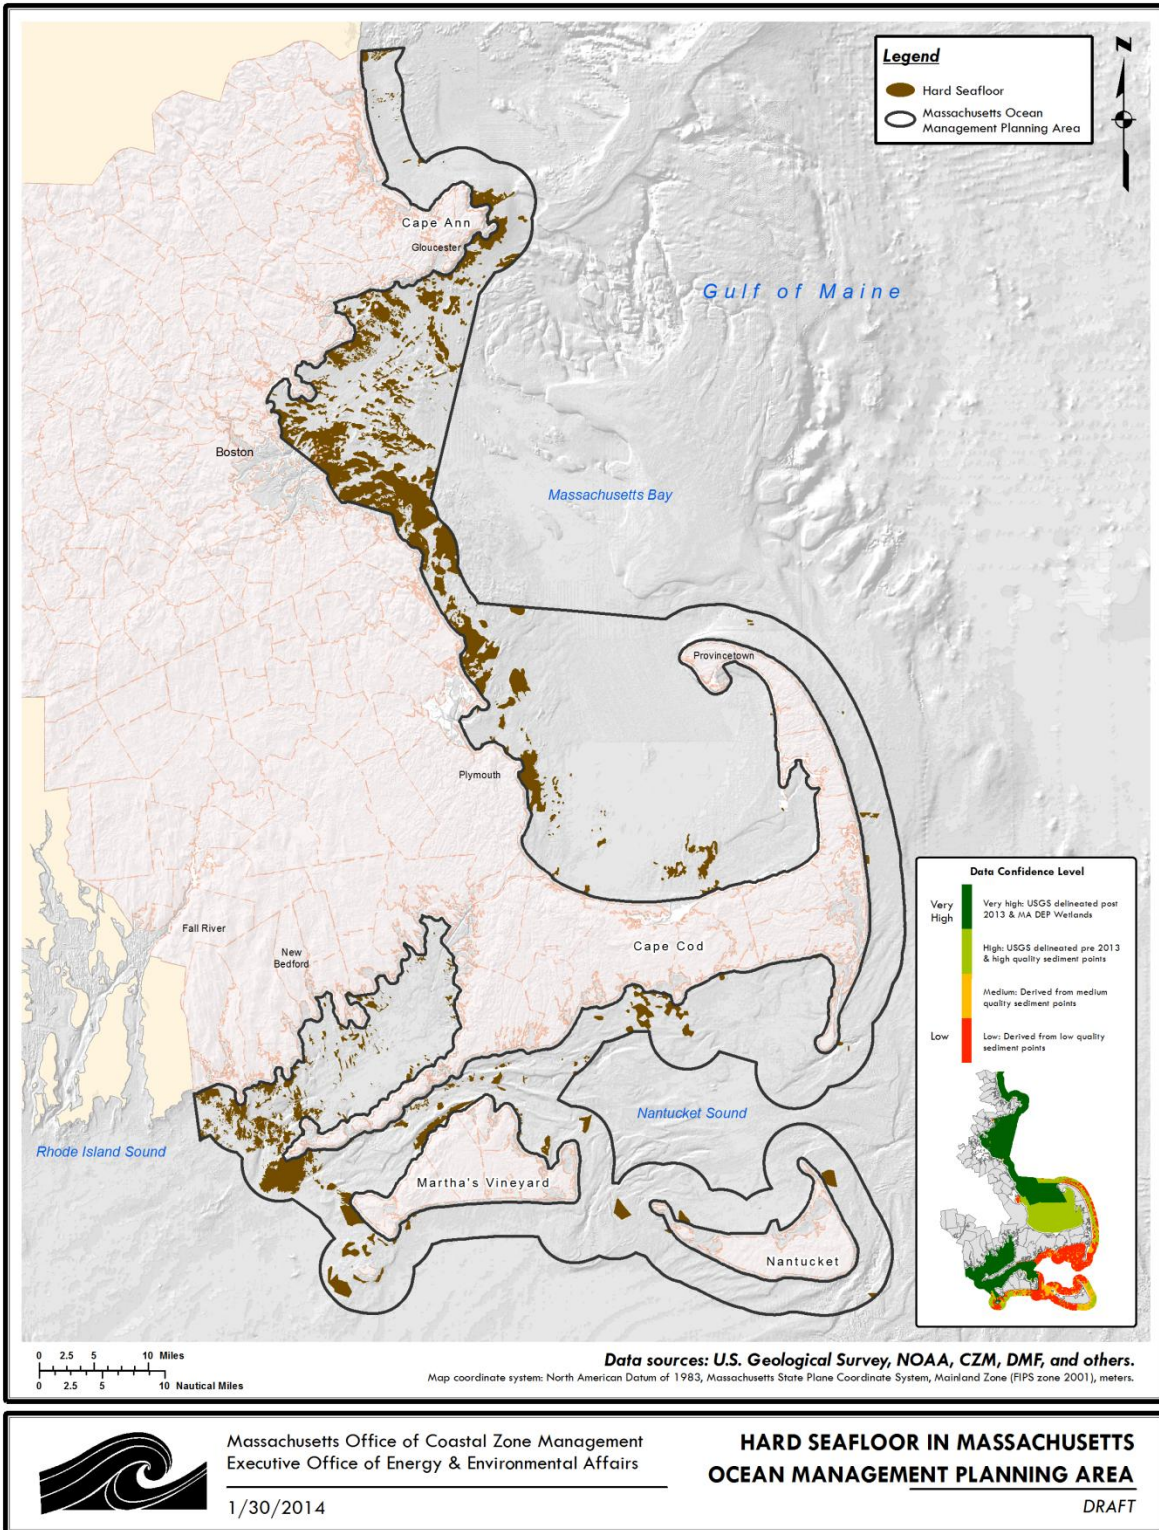 Legend
Hard Seafloor
Massachusetts Ocean
Management Planning Area
N
Cape Ann
Gloucester
Gulf of Maine
Boston
Massachusetts Bay
Provincetown
Plymouth
Data Confidence Level
Very
High
Very high: USGS delineated post
2013 & MA DEP Wetlands
High: USGS delineated pre 2013
& high quality sediment points
Medium: Derived from medium
quality sediment points
Low
Low: Derived from low quality
sediment points
Fall River
New
Bedford
Cape Cod
Nantucket Sound
Rhode Island Sound
Martha's Vineyard
Nantucket
0 2.5 5 10 Miles
0 2.5 5 10 Nautical Miles
Data sources: U.S. Geological Survey, NOAA, CZM, DMF, and others.
Map coordinate system: North American Datum of 1983, Massachusetts State Plane Coordinate System, Mainland Zone (FIPS zone 2001), meters.
Massachusetts Office of Coastal Zone Management
Executive Office of Energy & Environmental Affairs
1/30/2014
HARD SEAFLOOR IN MASSACHUSETTS
OCEAN MANAGEMENT PLANNING AREA
DRAFT